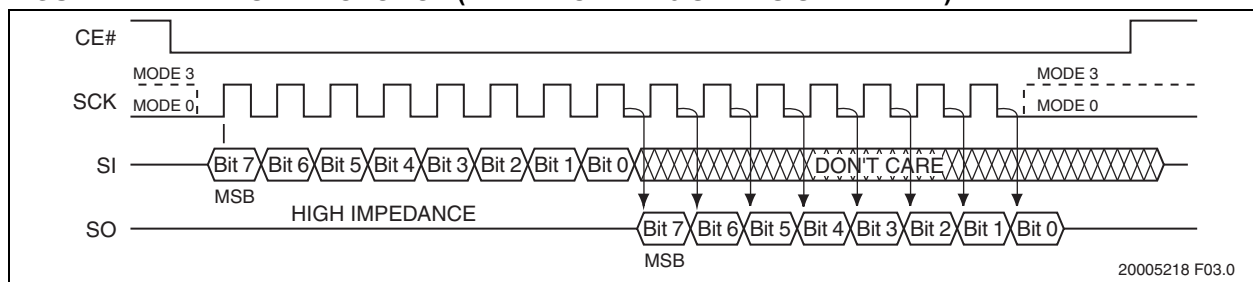 CE#
MODE 3 MODE 3
SCK MODE 0 MODE 0
SI Bit 7 Bit 6 Bit 5 Bit 4 Bit 3 Bit 2 Bit 1 Bit 0 DON'T CARE
MSB
HIGH IMPEDANCE
SO Bit 7 Bit 6 Bit 5 Bit 4 Bit 3 Bit 2 Bit 1 Bit 0
MSB
20005218 F03.0